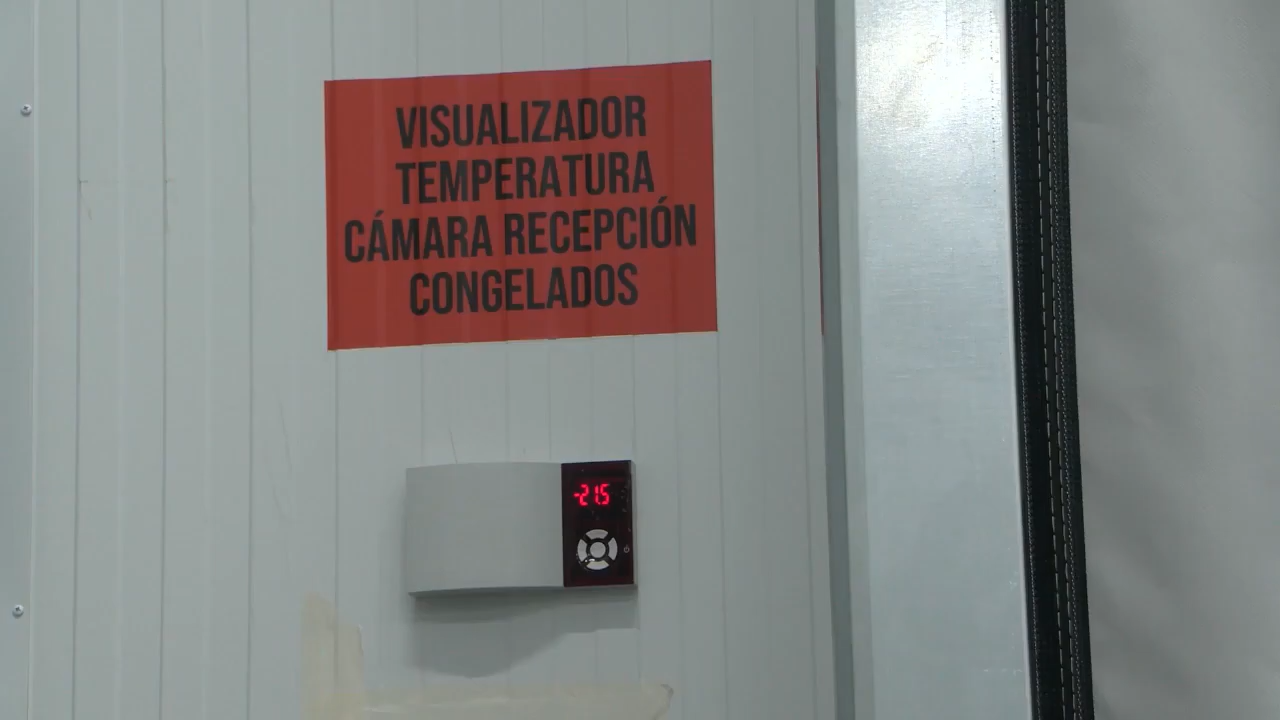 VISUALIZADOR
TEMPERATURA
CÁMARA RECEPCIÓN
CONGELADOS
-21.5